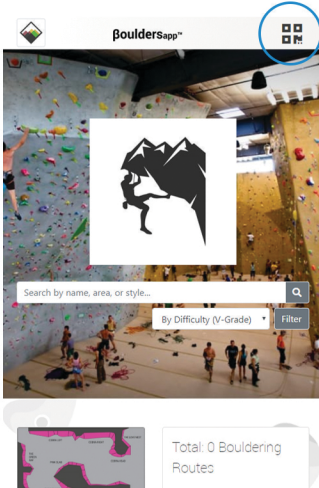 βouldersapp™
Search by name, area, or style...
By Difficulty (V-Grade)
Filter
Total: 0 Bouldering
Routes